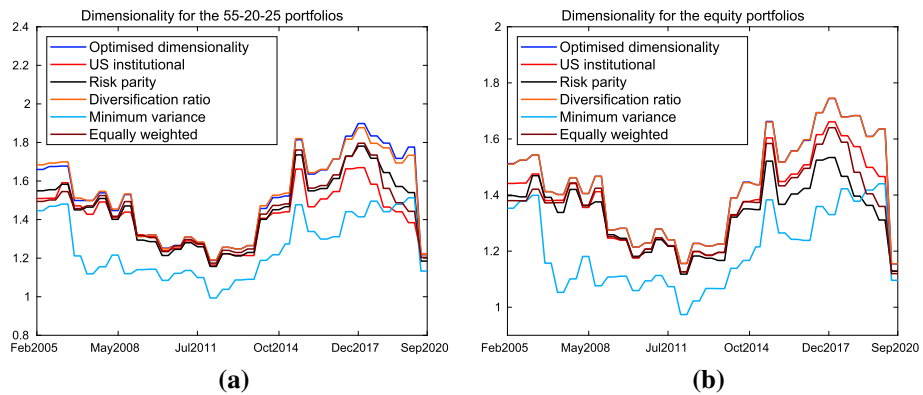 Dimensionality for the 55-20-25 portfolios
2.4
2.2
2
1.8
1.6
1.4
1.2
1
0.8
Optimised dimensionality
US institutional
Risk parity
Diversification ratio
Minimum variance
Equally weighted
Feb2005 May2008 Jul2011 Oct2014 Dec2017 Sep2020
(a)
Dimensionality for the equity portfolios
2
1.8
1.6
1.4
1.2
1
Optimised dimensionality
US institutional
Risk parity
Diversification ratio
Minimum variance
Equally weighted
Feb2005 May2008 Jul2011 Oct2014 Dec2017 Sep2020
(b)